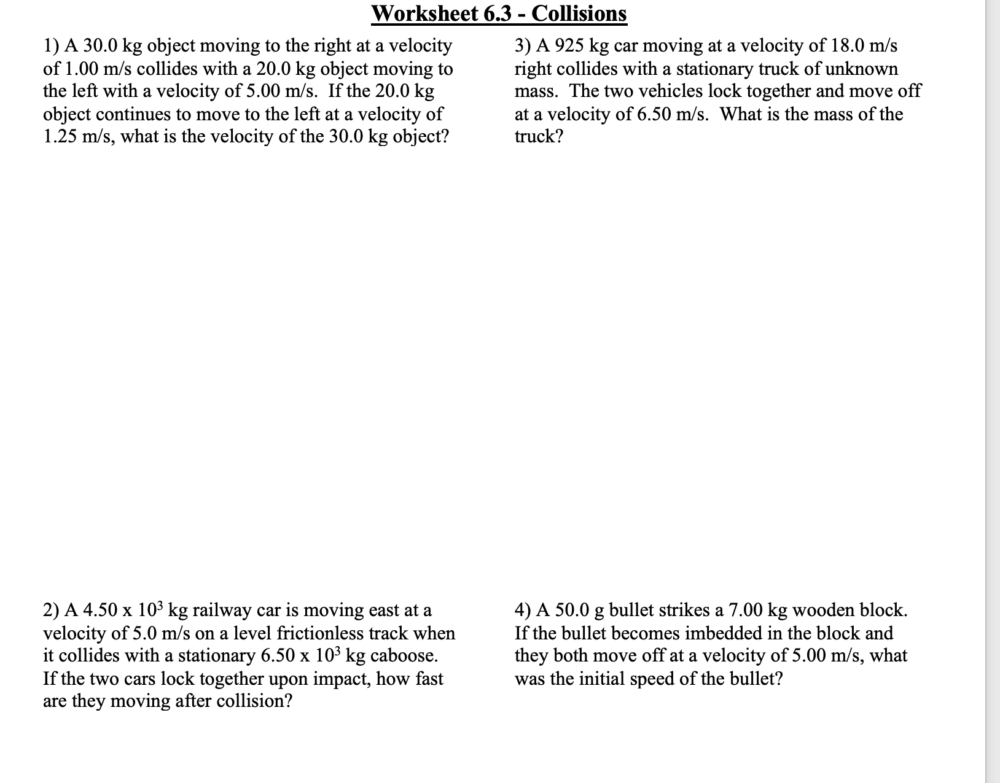 Worksheet 6.3 - Collisions
1) A 30.0 kg object moving to the right at a velocity
of 1.00 m/s collides with a 20.0 kg object moving to
the left with a velocity of 5.00 m/s.  If the 20.0 kg
object continues to move to the left at a velocity of
1.25 m/s, what is the velocity of the 30.0 kg object?
3) A 925 kg car moving at a velocity of 18.0 m/s
right collides with a stationary truck of unknown
mass.  The two vehicles lock together and move off
at a velocity of 6.50 m/s.  What is the mass of the
truck?
2) A 4.50 x 10³ kg railway car is moving east at a
velocity of 5.0 m/s on a level frictionless track when
it collides with a stationary 6.50 x 10³ kg caboose.
If the two cars lock together upon impact, how fast
are they moving after collision?
4) A 50.0 g bullet strikes a 7.00 kg wooden block.
If the bullet becomes imbedded in the block and
they both move off at a velocity of 5.00 m/s, what
was the initial speed of the bullet?